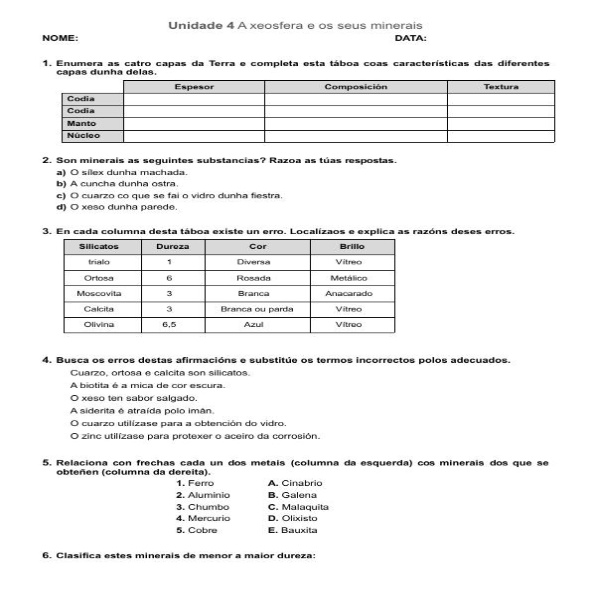 Unidade 4 A xeosfera e os seus minerais
NOME: DATA:
1. Enumera as catro capas da Terra e completa esta táboa coas características das diferentes
capas dunha delas.
Espesor Composición Textura
Codia
Codia
Manto
Núcleo
2. Son minerais as seguintes substancias? Razoa as túas respostas.
a) O sílex dunha machada.
b) A cuncha dunha ostra.
c) O cuarzo co que se fai o vidro dunha fiestra.
d) O xeso dunha parede.
3. En cada columna desta táboa existe un erro. Localízaos e explica as razóns deses erros.
Silicatos Dureza Cor Brillo
trialo 1 Diversa Vítreo
Ortosa 6 Rosada Metálico
Moscovita 3 Branca Anacarado
Calcita 3 Branca ou parda Vítreo
Olivina 6,5 Azul Vítreo
4. Busca os erros destas afirmacións e substitúe os termos incorrectos polos adecuados.
Cuarzo, ortosa e calcita son silicatos.
A biotita é a mica de cor escura.
O xeso ten sabor salgado.
A siderita é atraída polo imán.
O cuarzo utilízase para a obtención do vidro.
O zinc utilízase para protexer o aceiro da corrosión.
5. Relaciona con frechas cada un dos metais (columna da esquerda) cos minerais dos que se
obteñen (columna da dereita).
1. Ferro A. Cinabrio
2. Aluminio B. Galena
3. Chumbo C. Malaquita
4. Mercurio D. Olixisto
5. Cobre E. Bauxita
6. Clasifica estes minerais de menor a maior dureza: